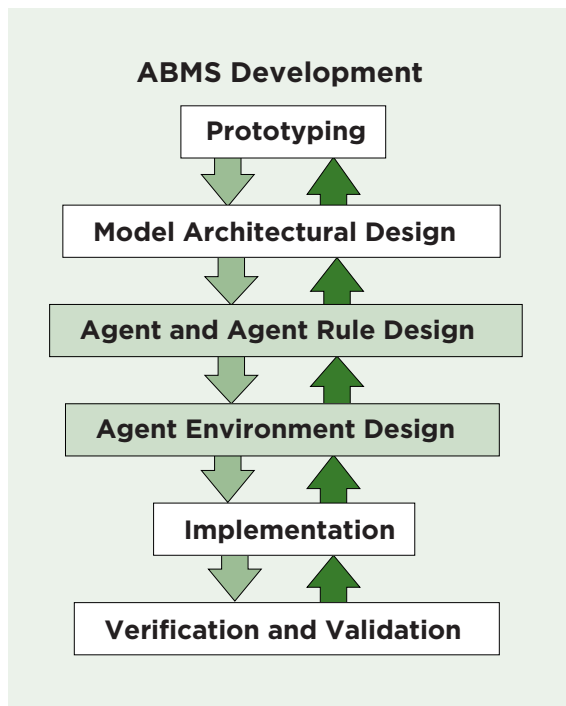 ABMS Development
Prototyping
Model Architectural Design
Agent and Agent Rule Design
Agent Environment Design
Implementation
Verification and Validation